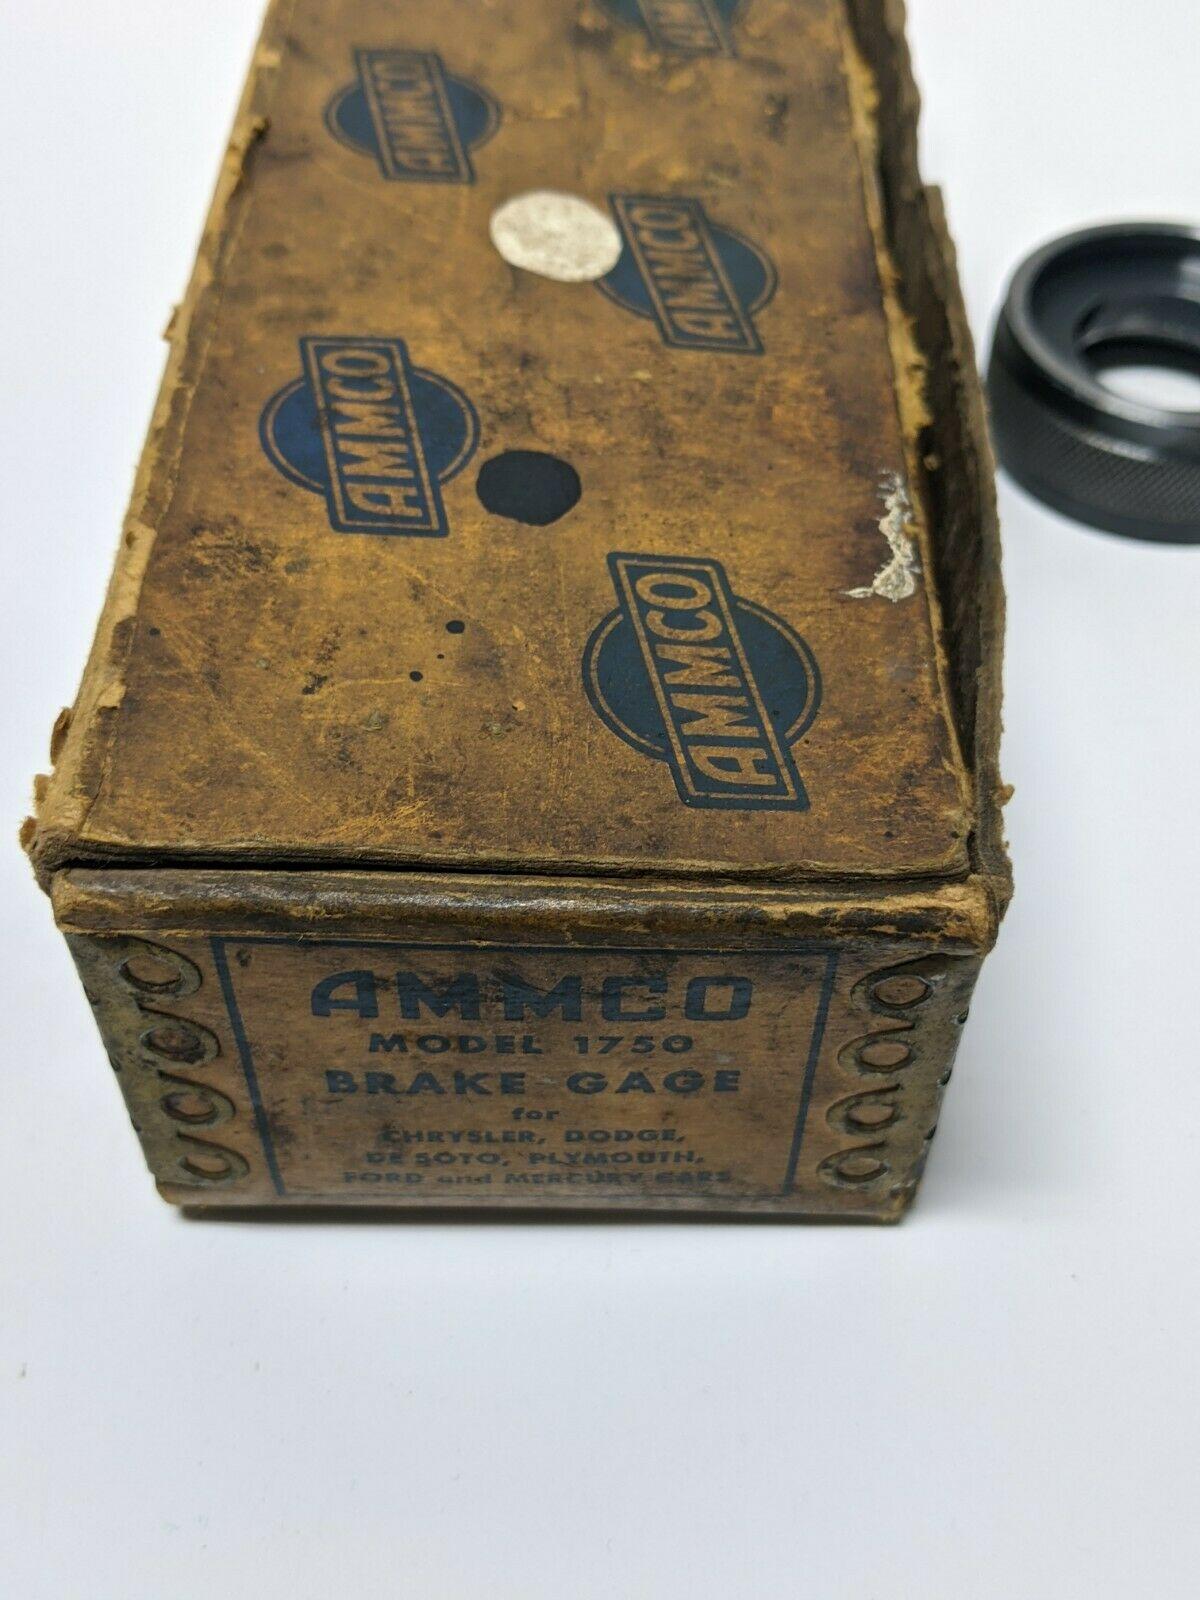 AMMCO
AMMCO
AMMCO
AMMCO
AMMCO
AMMCO
MODEL 1750
BRAKE GAGE
for
CHRYSLER, DODGE,
DE SOTO, PLYMOUTH,
FORD and MERCURY CARS